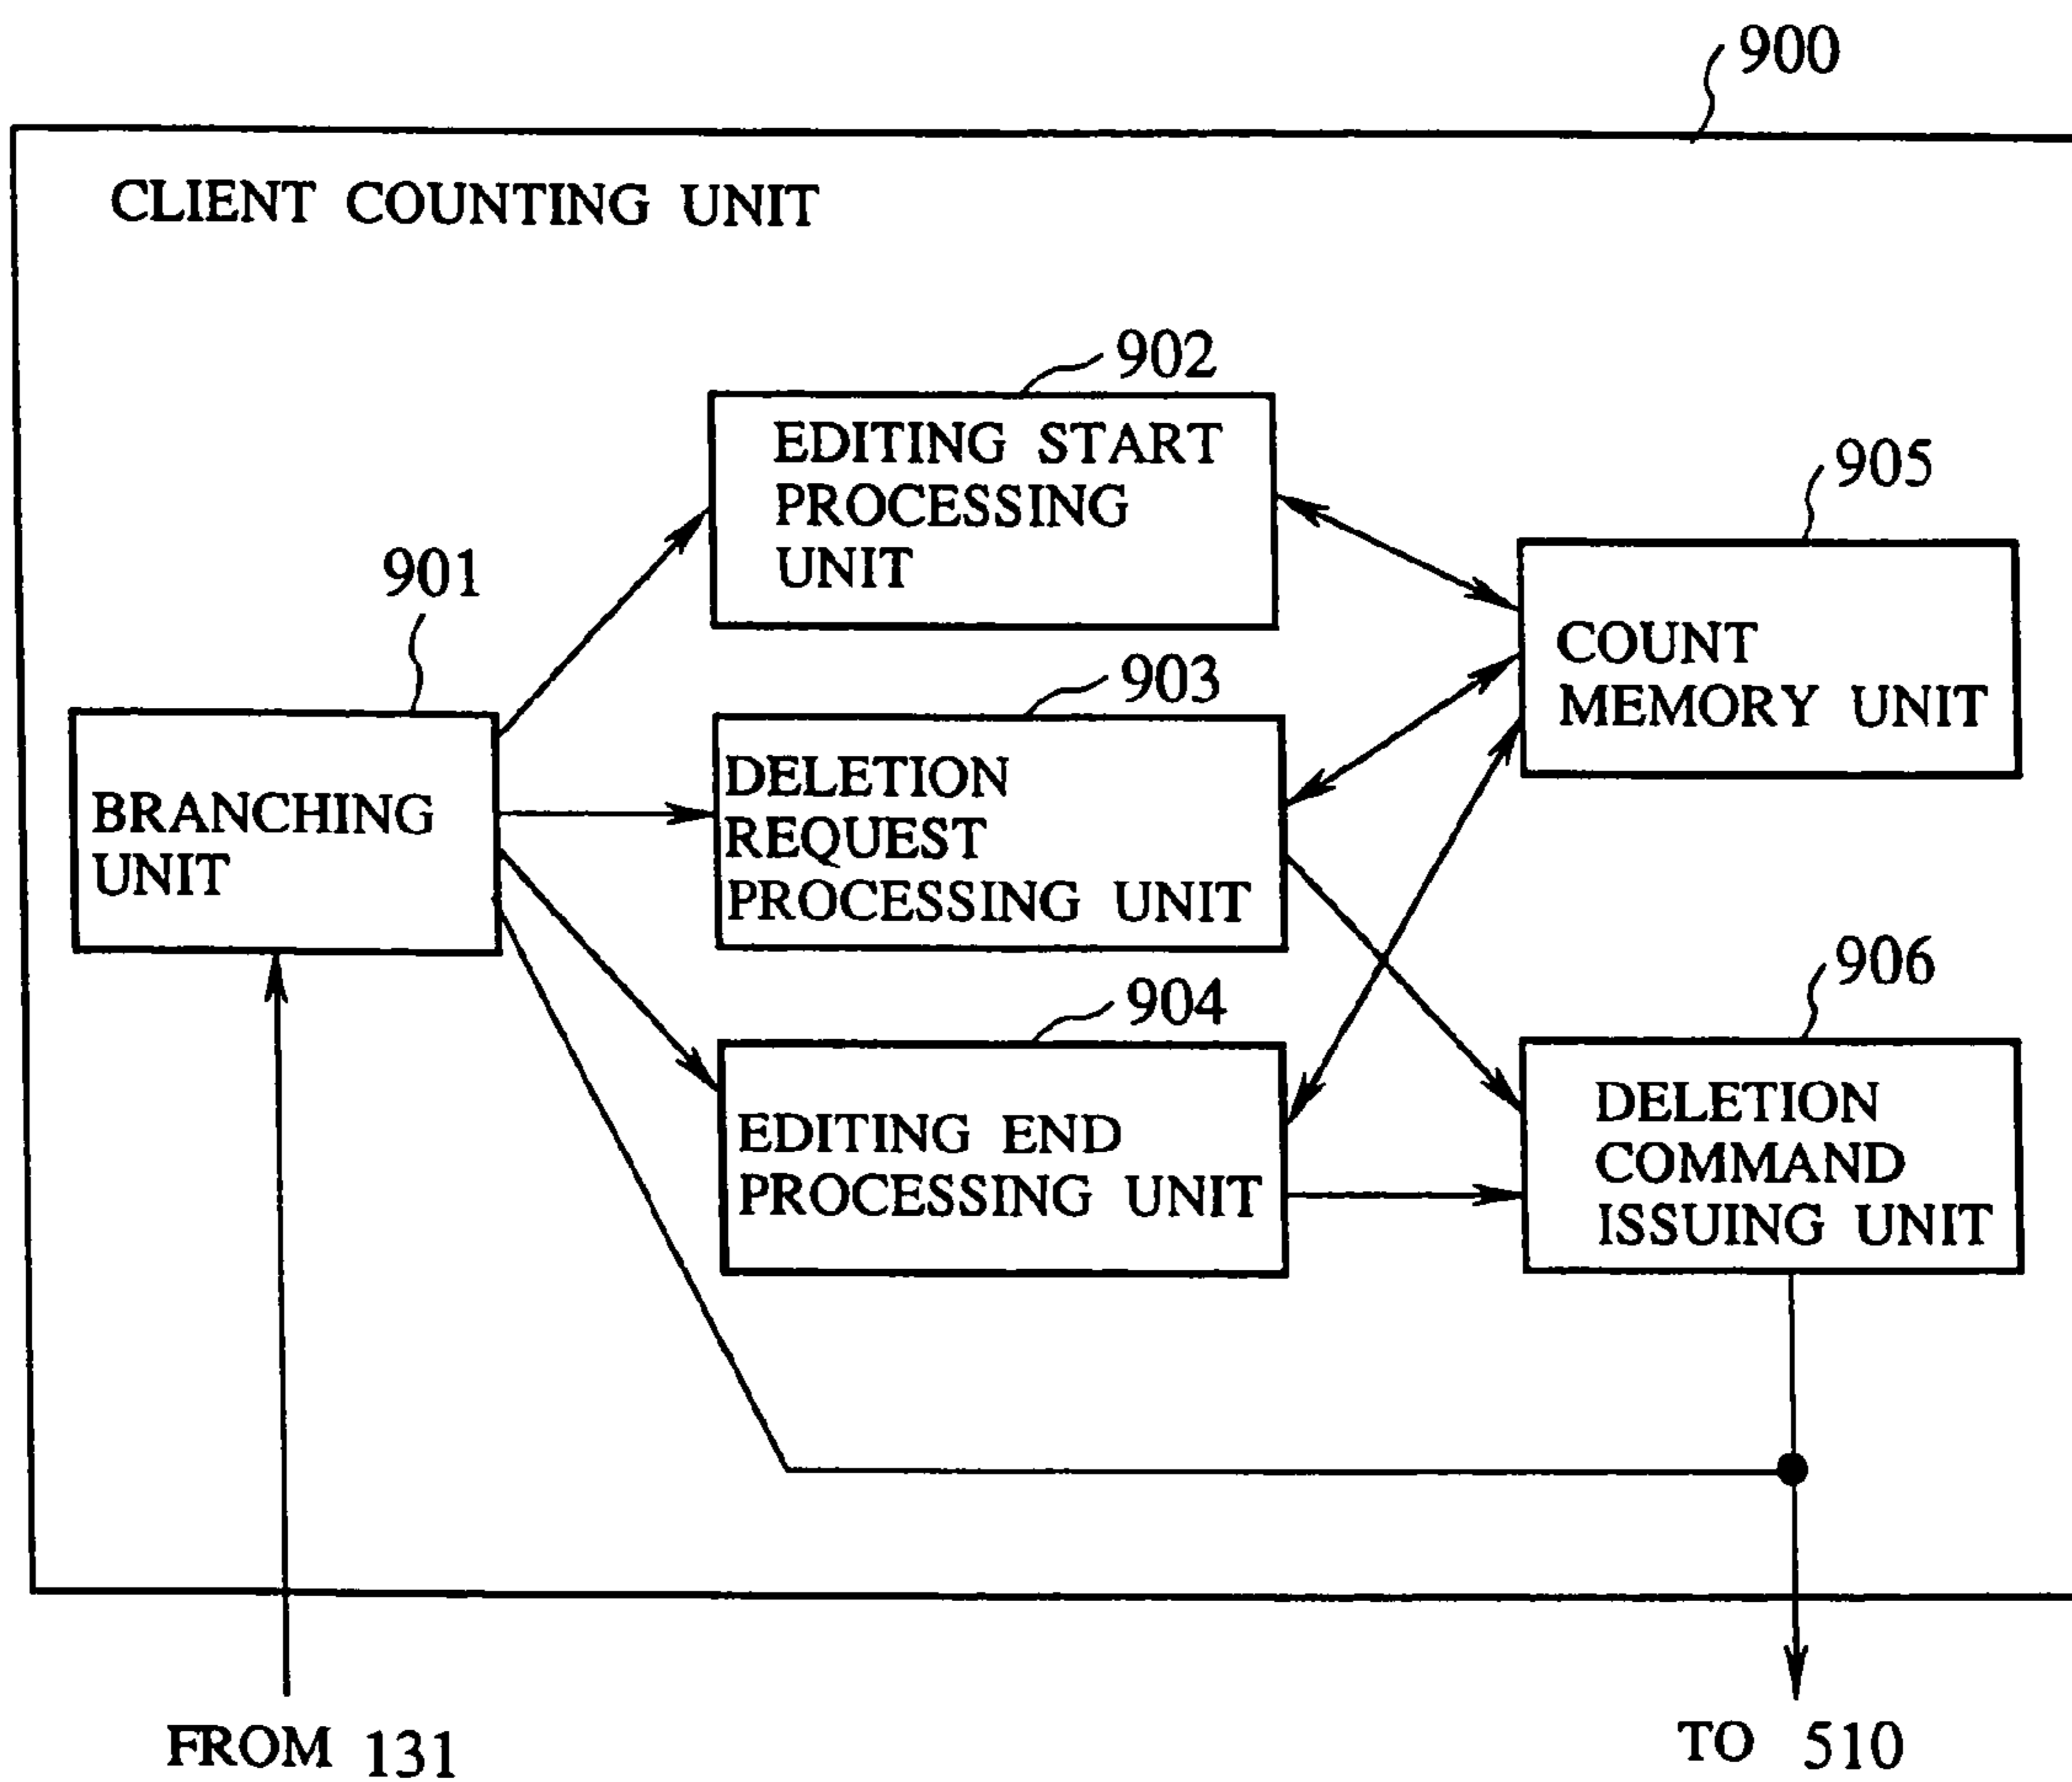 900
CLIENT COUNTING UNIT
902
EDITING START
PROCESSING
UNIT
905
COUNT
MEMORY UNIT
901
BRANCHING
UNIT
903
DELETION
REQUEST
PROCESSING UNIT
904
EDITING END
PROCESSING UNIT
906
DELETION
COMMAND
ISSUING UNIT
FROM 131
TO 510